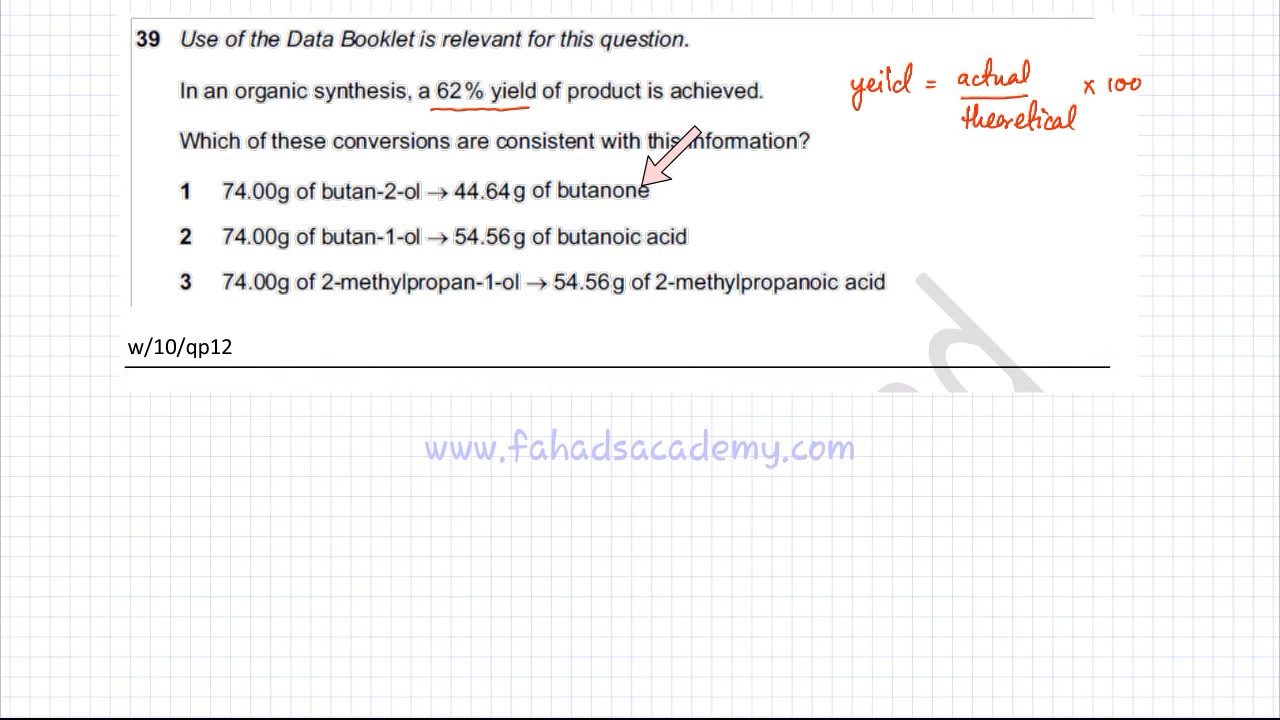 39 Use of the Data Booklet is relevant for this question.
In an organic synthesis, a 62% yield of product is achieved.
yeild = actual / theoretical × 100
Which of these conversions are consistent with this information?
1 74.00g of butan-2-ol → 44.64g of butanone
2 74.00g of butan-1-ol → 54.56g of butanoic acid
3 74.00g of 2-methylpropan-1-ol → 54.56g of 2-methylpropanoic acid
w/10/qp12
www.fahadsacademy.com